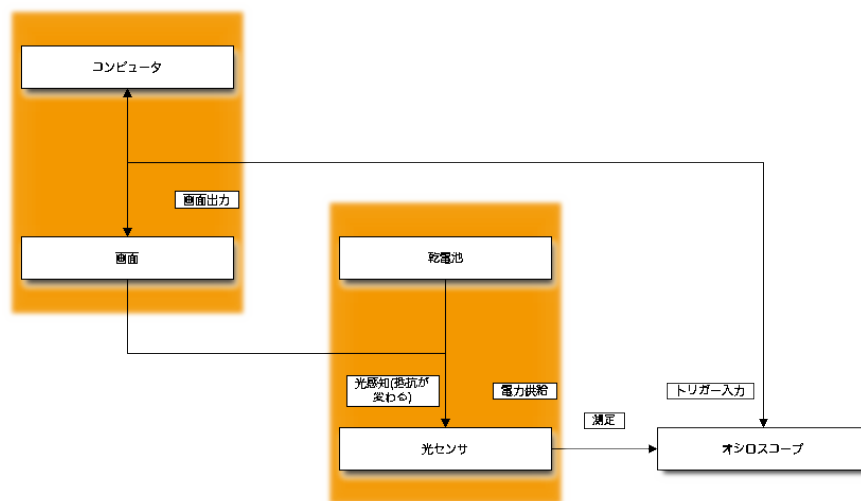 コンピュータ
画面出力
画面
乾電池
光感知(抵抗が
変わる)
電力供給
トリガー入力
測定
光センサ
オシロスコープ